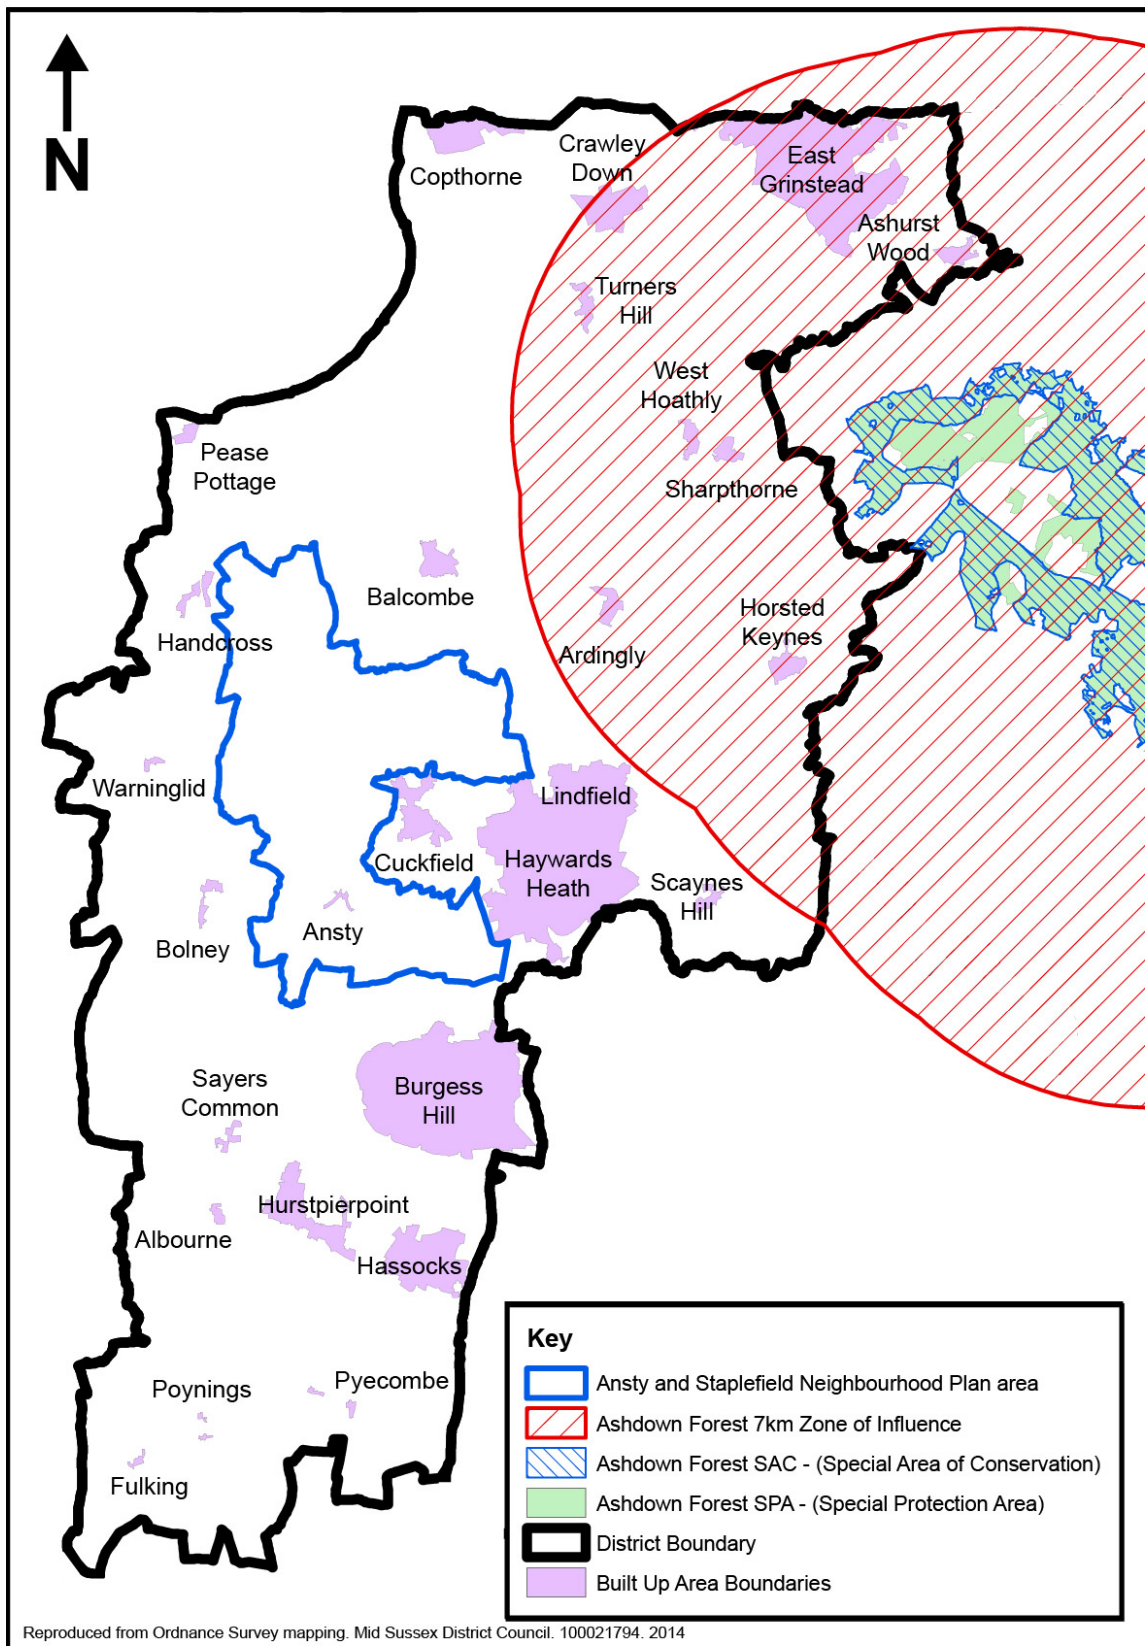 N
Copthorne
Crawley
Down
East
Grinstead
Ashurst
Wood
Turners
Hill
West
Hoathly
Sharpthorne
Pease
Pottage
Balcombe
Handcross
Ardingly
Horsted
Keynes
Warninglid
Lindfield
Cuckfield
Haywards
Heath
Scaynes
Hill
Bolney
Ansty
Sayers
Common
Burgess
Hill
Hurstpierpoint
Albourne
Hassocks
Poynings
Pyecombe
Fulking
Key
Ansty and Staplefield Neighbourhood Plan area
Ashdown Forest 7km Zone of Influence
Ashdown Forest SAC - (Special Area of Conservation)
Ashdown Forest SPA - (Special Protection Area)
District Boundary
Built Up Area Boundaries
Reproduced from Ordnance Survey mapping. Mid Sussex District Council. 100021794. 2014